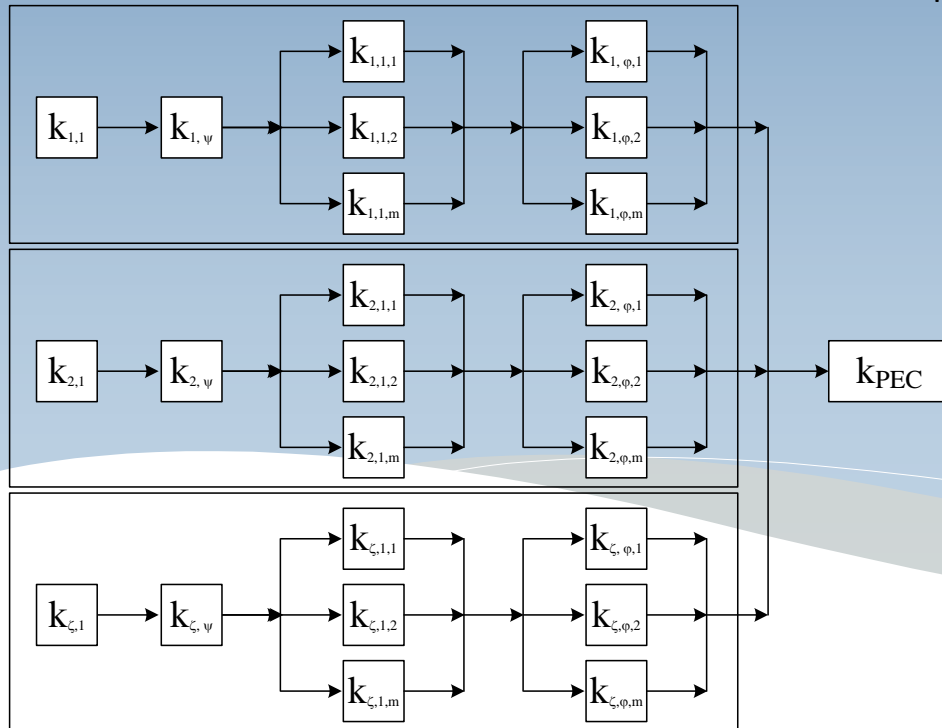 k1,1,1
k1, φ,1
k1,1
k1, ψ
k1,1,2
k1,φ,2
k1,1,m
k1,φ,m
k2,1,1
k2, φ,1
k2,1
k2, ψ
k2,1,2
k2,φ,2
kPEC
k2,1,m
k2,φ,m
kζ,1,1
kζ, φ,1
kζ,1
kζ, ψ
kζ,1,2
kζ,φ,2
kζ,1,m
kζ,φ,m